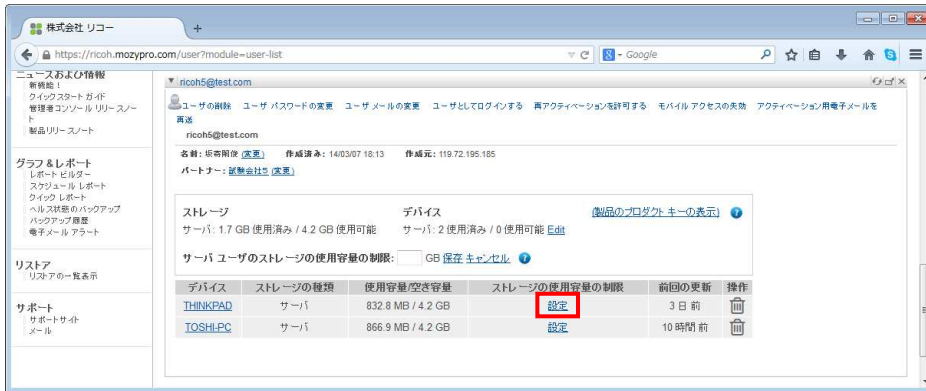 株式会社 リコー
https://ricoh.mozypro.com/user?module=user-list
Google
ニュースおよび情報
新機能！
クイックスタート ガイド
管理者コンソール リリースノート
製品リリースノート
グラフ & レポート
レポート ビルダー
スケジュール レポート
クイック レポート
ヘルス状態のバックアップ
バックアップ履歴
電子メール アラート
リストア
リストアの一覧表示
サポート
サポートサイト
メール
ricoh5@test.com
ユーザの削除 ユーザ パスワードの変更 ユーザ メールの変更 ユーザとしてログインする 再アクティベーションを許可する モバイル アクセスの失効 アクティベーション用電子メールを
再送
ricoh5@test.com
名前: (変更) 作成済み: 14/03/07 18:13 作成元: 119.72.195.185
パートナー: 試験会社5 (変更)
ストレージ デバイス (製品のプロダクト キーの表示)
サーバ: 1.7 GB 使用済み / 4.2 GB 使用可能 サーバ: 2 使用済み / 0 使用可能 Edit
サーバ ユーザのストレージの使用容量の制限: GB 保存 キャンセル
デバイス ストレージの種類 使用容量/空き容量 ストレージの使用容量の制限 前回の更新 操作
THINKPAD サーバ 832.8 MB / 4.2 GB 設定 3 日 前
TOSHI-PC サーバ 866.9 MB / 4.2 GB 設定 10 時間 前